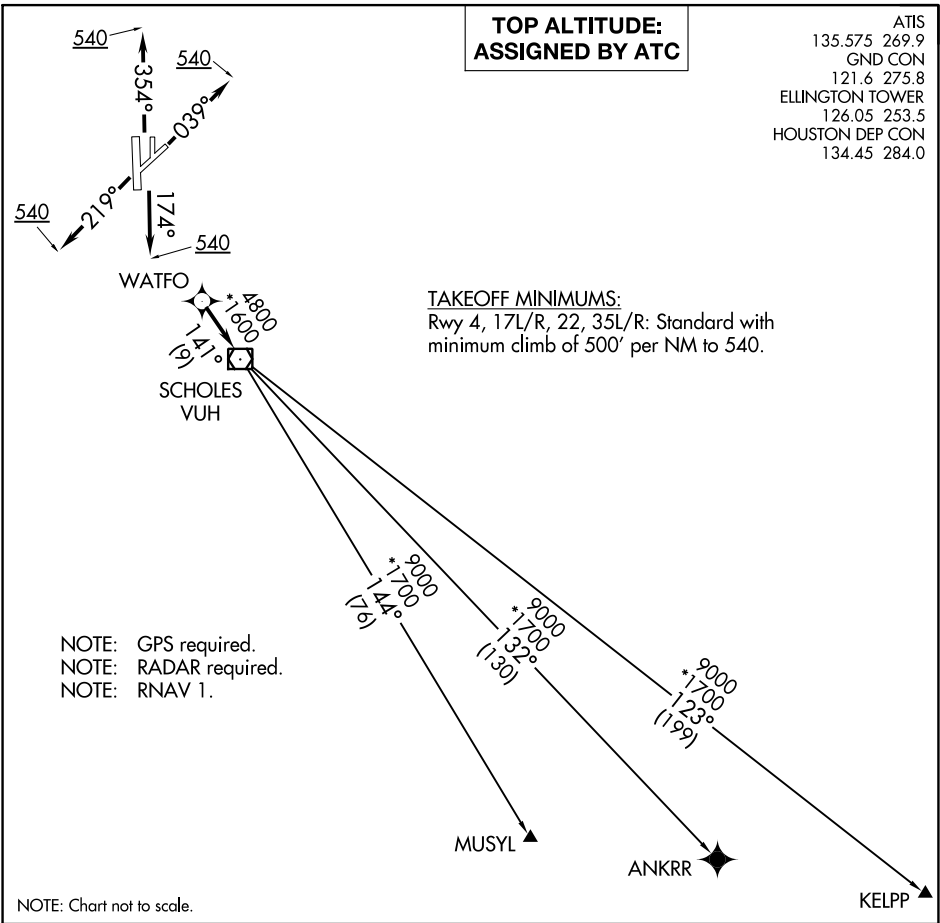 TOP ALTITUDE:
ASSIGNED BY ATC
ATIS
135.575 269.9
GND CON
121.6 275.8
ELLINGTON TOWER
126.05 253.5
HOUSTON DEP CON
134.45 284.0
540
354°
540
039°
540
219°
174°
540
WATFO
4800
*1600
141°
(9)
SCHOLES
VUH
TAKEOFF MINIMUMS:
Rwy 4, 17L/R, 22, 35L/R: Standard with
minimum climb of 500' per NM to 540.
9000
*1700
144°
(76)
9000
*1700
132°
(130)
9000
*1700
123°
(199)
NOTE: GPS required.
NOTE: RADAR required.
NOTE: RNAV 1.
MUSYL
ANKRR
KELPP
NOTE: Chart not to scale.